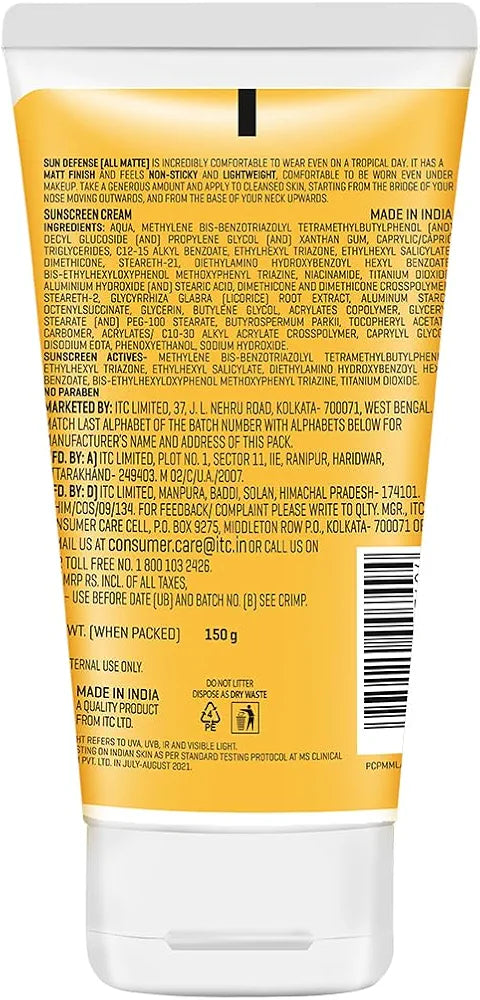 SUN DEFENSE [ALL MATTE] IS INCREDIBLY COMFORTABLE TO WEAR EVEN ON A TROPICAL DAY. IT HAS A
MATT FINISH AND FEELS NON-STICKY AND LIGHTWEIGHT, COMFORTABLE TO BE WORN EVEN UNDER
MAKEUP. TAKE A GENEROUS AMOUNT AND APPLY TO CLEANSED SKIN, STARTING FROM THE BRIDGE OF YOUR
NOSE MOVING OUTWARDS, AND FROM THE BASE OF YOUR NECK UPWARDS.
SUNSCREEN CREAM MADE IN INDIA
INGREDIENTS: AQUA, METHYLENE BIS-BENZOTRIAZOLYL TETRAMETHYLBUTYLPHENOL (AND)
DECYL GLUCOSIDE (AND) PROPYLENE GLYCOL (AND) XANTHAN GUM, CAPRYLIC/CAPRIC
TRIGLYCERIDES, C12-15 ALKYL BENZOATE, ETHYLHEXYL TRIAZONE, ETHYLHEXYL SALICYLATE
DIMETHICONE, STEARETH-21, DIETHYLAMINO HYDROXYBENZOYL HEXYL BENZOATE
BIS-ETHYLHEXYLOXYPHENOL METHOXYPHENYL TRIAZINE, NIACINAMIDE, TITANIUM DIOXID
ALUMINIUM HYDROXIDE (AND) STEARIC ACID, DIMETHICONE AND DIMETHICONE CROSSPOLYMER
STEARETH-2, GLYCYRRHIZA GLABRA (LICORICE) ROOT EXTRACT, ALUMINUM STARC
OCTENYLSUCCINATE, GLYCERIN, BUTYLENE GLYCOL, ACRYLATES COPOLYMER, GLYCER
STEARATE (AND) PEG-100 STEARATE, BUTYROSPERMUM PARKII, TOCOPHERYL ACETAT
CARBOMER, ACRYLATES/ C10-30 ALKYL ACRYLATE CROSSPOLYMER, CAPRYLYL GLYC
DISODIUM EDTA, PHENOXYETHANOL, SODIUM HYDROXIDE.
SUNSCREEN ACTIVES- METHYLENE BIS-BENZOTRIAZOLYL TETRAMETHYLBUTYLPHEN
ETHYLHEXYL TRIAZONE, ETHYLHEXYL SALICYLATE, DIETHYLAMINO HYDROXYBENZOYL HEX
BENZOATE, BIS-ETHYLHEXYLOXYPHENOL METHOXYPHENYL TRIAZINE, TITANIUM DIOXIDE.
NO PARABEN
MARKETED BY: ITC LIMITED, 37, J. L. NEHRU ROAD, KOLKATA- 700071, WEST BENGAL.
MATCH LAST ALPHABET OF THE BATCH NUMBER WITH ALPHABETS BELOW FOR
MANUFACTURER'S NAME AND ADDRESS OF THIS PACK.
FD. BY: A) ITC LIMITED, PLOT NO. 1, SECTOR 11, IIE, RANIPUR, HARIDWAR,
TTARAKHAND- 249403. M 02/C/U.A/2007.
FD. BY: D) ITC LIMITED, MANPURA, BADDI, SOLAN, HIMACHAL PRADESH- 174101.
HIM/COS/09/134. FOR FEEDBACK/ COMPLAINT PLEASE WRITE TO QLTY. MGR., ITC
NSUMER CARE CELL, P.O. BOX 9275, MIDDLETON ROW P.O., KOLKATA- 700071 OR
MAIL US AT consumer.care@itc.in OR CALL US ON
TOLL FREE NO. 1 800 103 2426.
MRP RS. INCL. OF ALL TAXES,
- USE BEFORE DATE (UB) AND BATCH NO. (B) SEE CRIMP.
WT. (WHEN PACKED) 150 g
TERNAL USE ONLY.
MADE IN INDIA
A QUALITY PRODUCT
FROM ITC LTD.
DO NOT LITTER
DISPOSE AS DRY WASTE
4
PE
HT REFERS TO UVA, UVB, IR AND VISIBLE LIGHT.
STING ON INDIAN SKIN AS PER STANDARD TESTING PROTOCOL AT MS CLINICAL
PVT. LTD. IN JULY-AUGUST 2021.
PCPMML